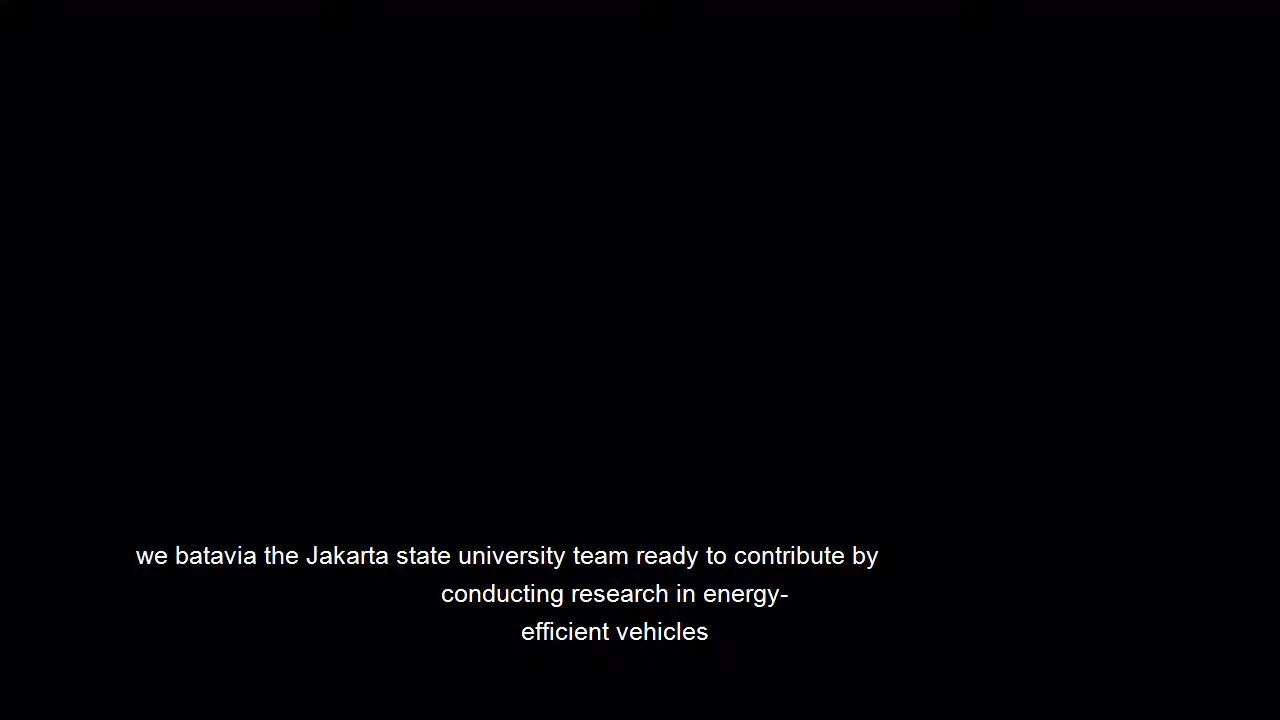 we batavia the Jakarta state university team ready to contribute by
conducting research in energy-
efficient vehicles